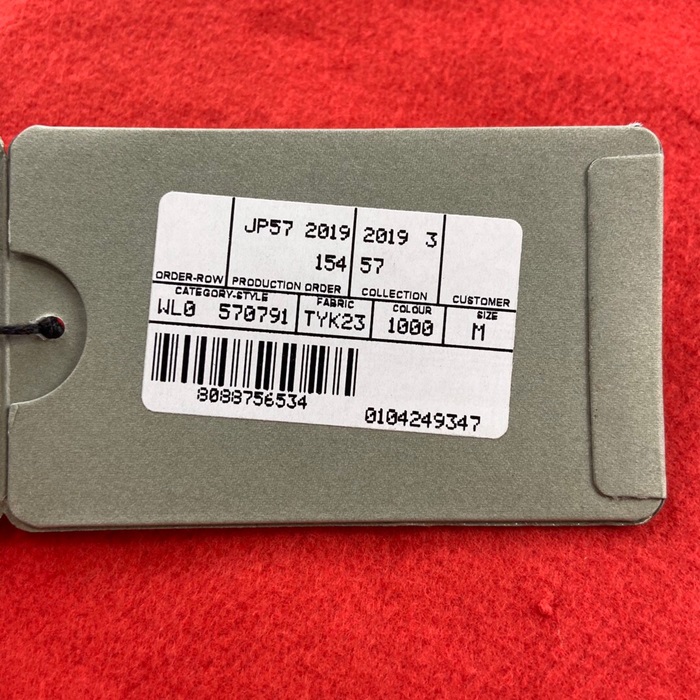 JP57 2019 2019 3
154 57
ORDER-ROW PRODUCTION ORDER COLLECTION CUSTOMER
CATEGORY-STYLE FABRIC COLOUR SIZE
WL0 570791 TYK23 1000 M
8088756534
0104249347